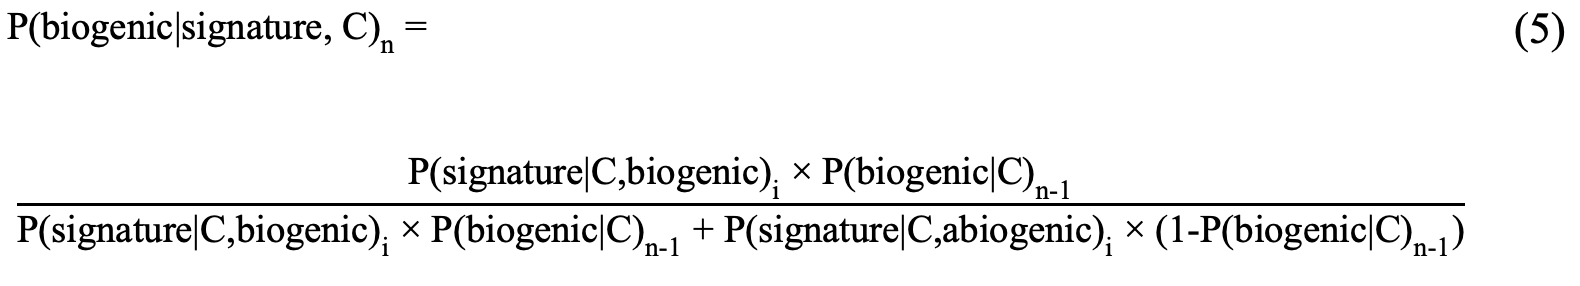 P(biogenic|signature, C)n = (5)
P(signature|C,biogenic)i × P(biogenic|C)n-1
P(signature|C,biogenic)i × P(biogenic|C)n-1 + P(signature|C,abiogenic)i × (1-P(biogenic|C)n-1)